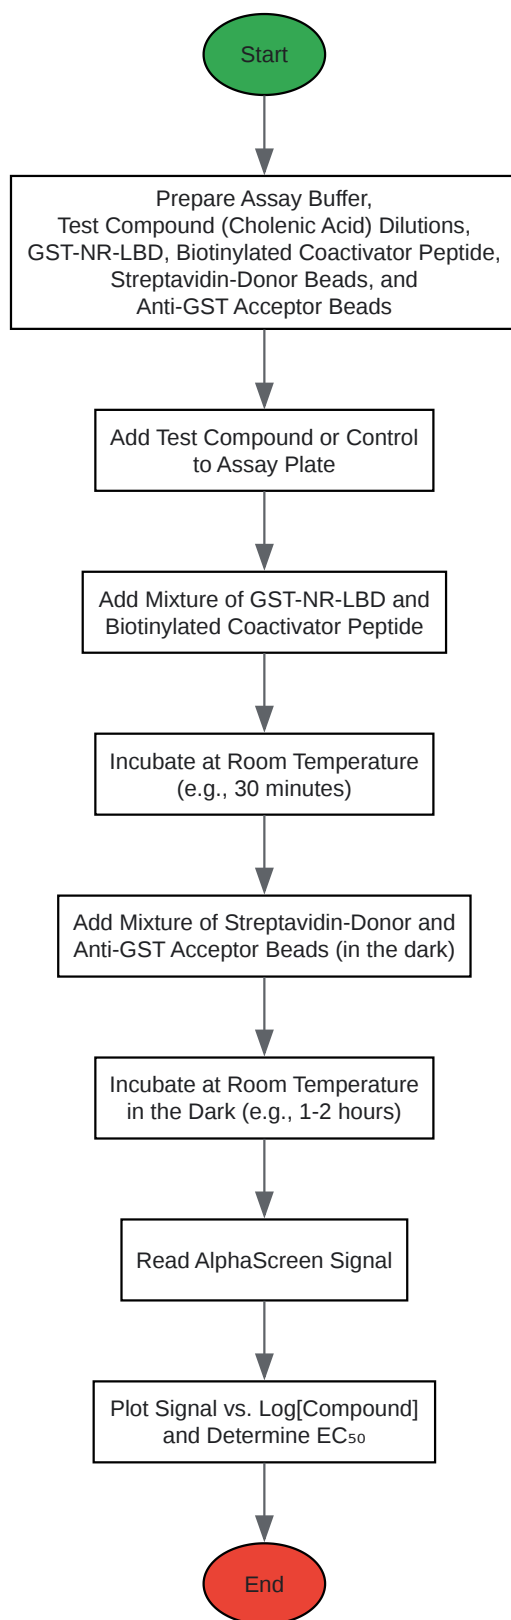 Start
Prepare Assay Buffer,
Test Compound (Cholenic Acid) Dilutions,
GST-NR-LBD, Biotinylated Coactivator Peptide,
Streptavidin-Donor Beads, and
Anti-GST Acceptor Beads
Add Test Compound or Control
to Assay Plate
Add Mixture of GST-NR-LBD and
Biotinylated Coactivator Peptide
Incubate at Room Temperature
(e.g., 30 minutes)
Add Mixture of Streptavidin-Donor and
Anti-GST Acceptor Beads (in the dark)
Incubate at Room Temperature
in the Dark (e.g., 1-2 hours)
Read AlphaScreen Signal
Plot Signal vs. Log[Compound]
and Determine EC₅₀
End